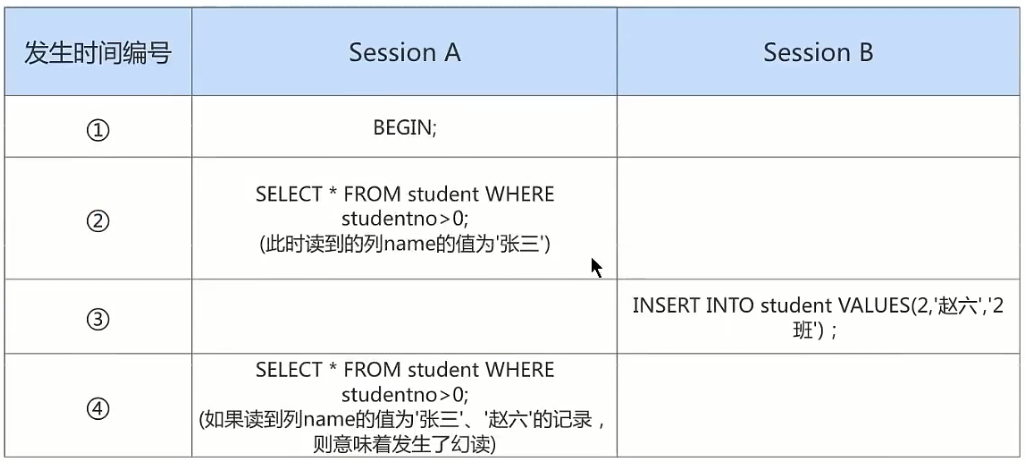 发生时间编号 Session A Session B
① BEGIN;
② SELECT * FROM student WHERE
studentno>0;
(此时读到的列name的值为'张三')
③ INSERT INTO student VALUES(2,'赵六','2
班') ;
④ SELECT * FROM student WHERE
studentno>0;
(如果读到列name的值为'张三'、'赵六'的记录，
则意味着发生了幻读)